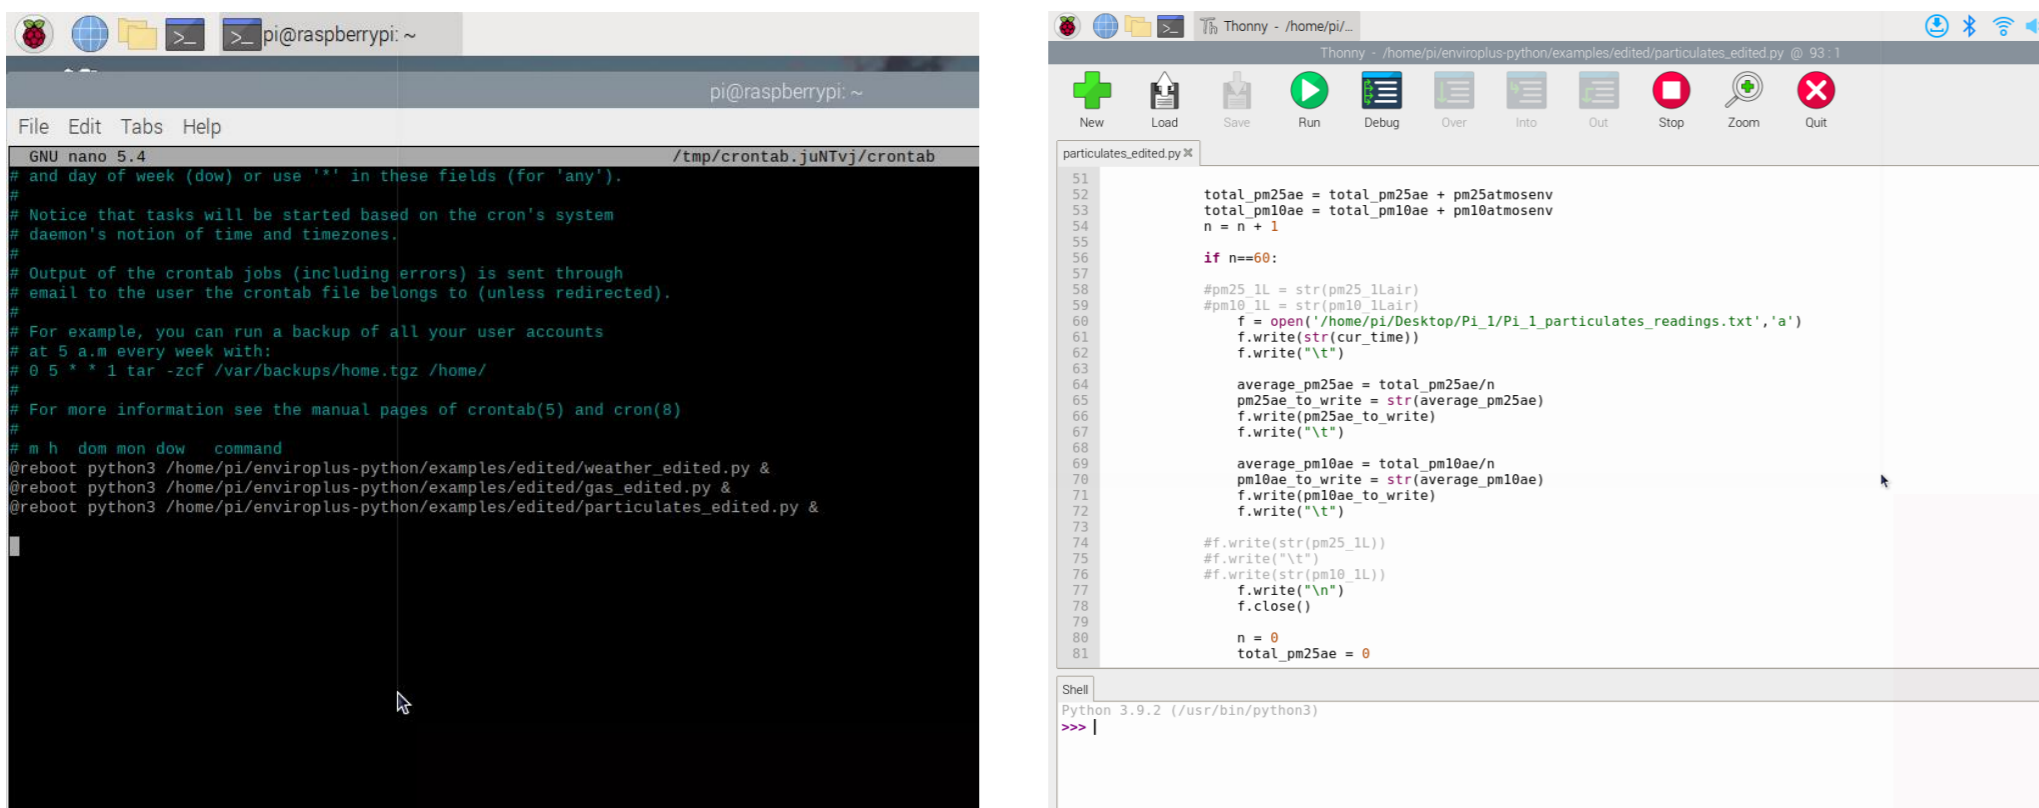 pi@raspberrypi: ~
pi@raspberrypi: ~
File Edit Tabs Help
GNU nano 5.4 /tmp/crontab.juNTvj/crontab
# and day of week (dow) or use '*' in these fields (for 'any').
#
# Notice that tasks will be started based on the cron's system
# daemon's notion of time and timezones.
#
# Output of the crontab jobs (including errors) is sent through
# email to the user the crontab file belongs to (unless redirected).
#
# For example, you can run a backup of all your user accounts
# at 5 a.m every week with:
# 0 5 * * 1 tar -zcf /var/backups/home.tgz /home/
#
# For more information see the manual pages of crontab(5) and cron(8)
#
# m h  dom mon dow   command
@reboot python3 /home/pi/enviroplus-python/examples/edited/weather_edited.py &
@reboot python3 /home/pi/enviroplus-python/examples/edited/gas_edited.py &
@reboot python3 /home/pi/enviroplus-python/examples/edited/particulates_edited.py &
Thonny - /home/pi/...
Thonny - /home/pi/enviroplus-python/examples/edited/particulates_edited.py @ 93:1
New Load Save Run Debug Over Into Out Stop Zoom Quit
particulates_edited.py
51
52 total_pm25ae = total_pm25ae + pm25atmosenv
53 total_pm10ae = total_pm10ae + pm10atmosenv
54 n = n + 1
55
56 if n==60:
57
58 #pm25_1L = str(pm25_1Lair)
59 #pm10_1L = str(pm10_1Lair)
60 f = open('/home/pi/Desktop/Pi_1/Pi_1_particulates_readings.txt','a')
61 f.write(str(cur_time))
62 f.write("\t")
63
64 average_pm25ae = total_pm25ae/n
65 pm25ae_to_write = str(average_pm25ae)
66 f.write(pm25ae_to_write)
67 f.write("\t")
68
69 average_pm10ae = total_pm10ae/n
70 pm10ae_to_write = str(average_pm10ae)
71 f.write(pm10ae_to_write)
72 f.write("\t")
73
74 #f.write(str(pm25_1L))
75 #f.write("\t")
76 #f.write(str(pm10_1L))
77 f.write("\n")
78 f.close()
79
80 n = 0
81 total_pm25ae = 0
Shell
Python 3.9.2 (/usr/bin/python3)
>>>